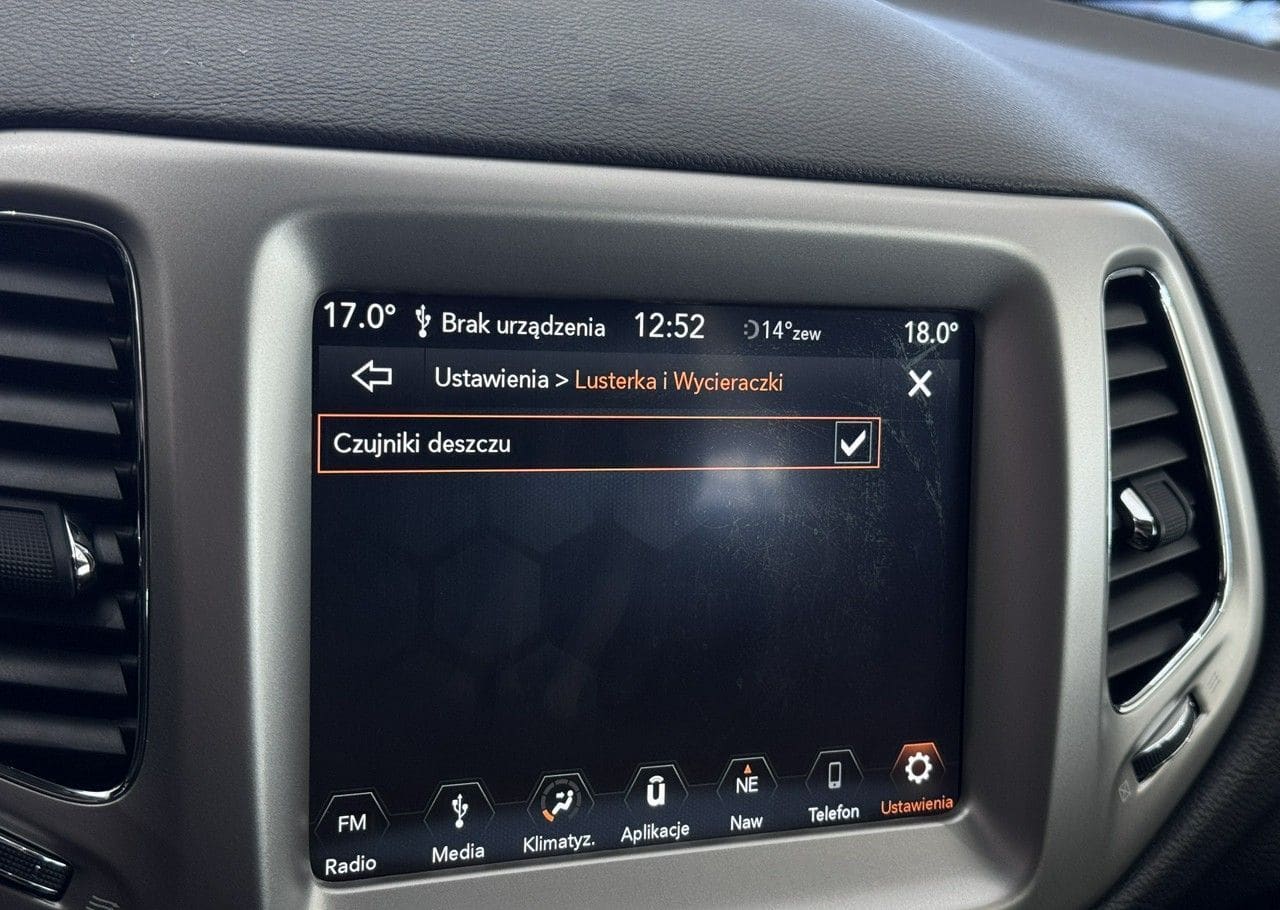 17.0° Brak urządzenia 12:52 14°zew 18.0°
Ustawienia > Lusterka i Wycieraczki
Czujniki deszczu
FM NE
Radio Media Klimatyz. Aplikacje Naw Telefon Ustawienia